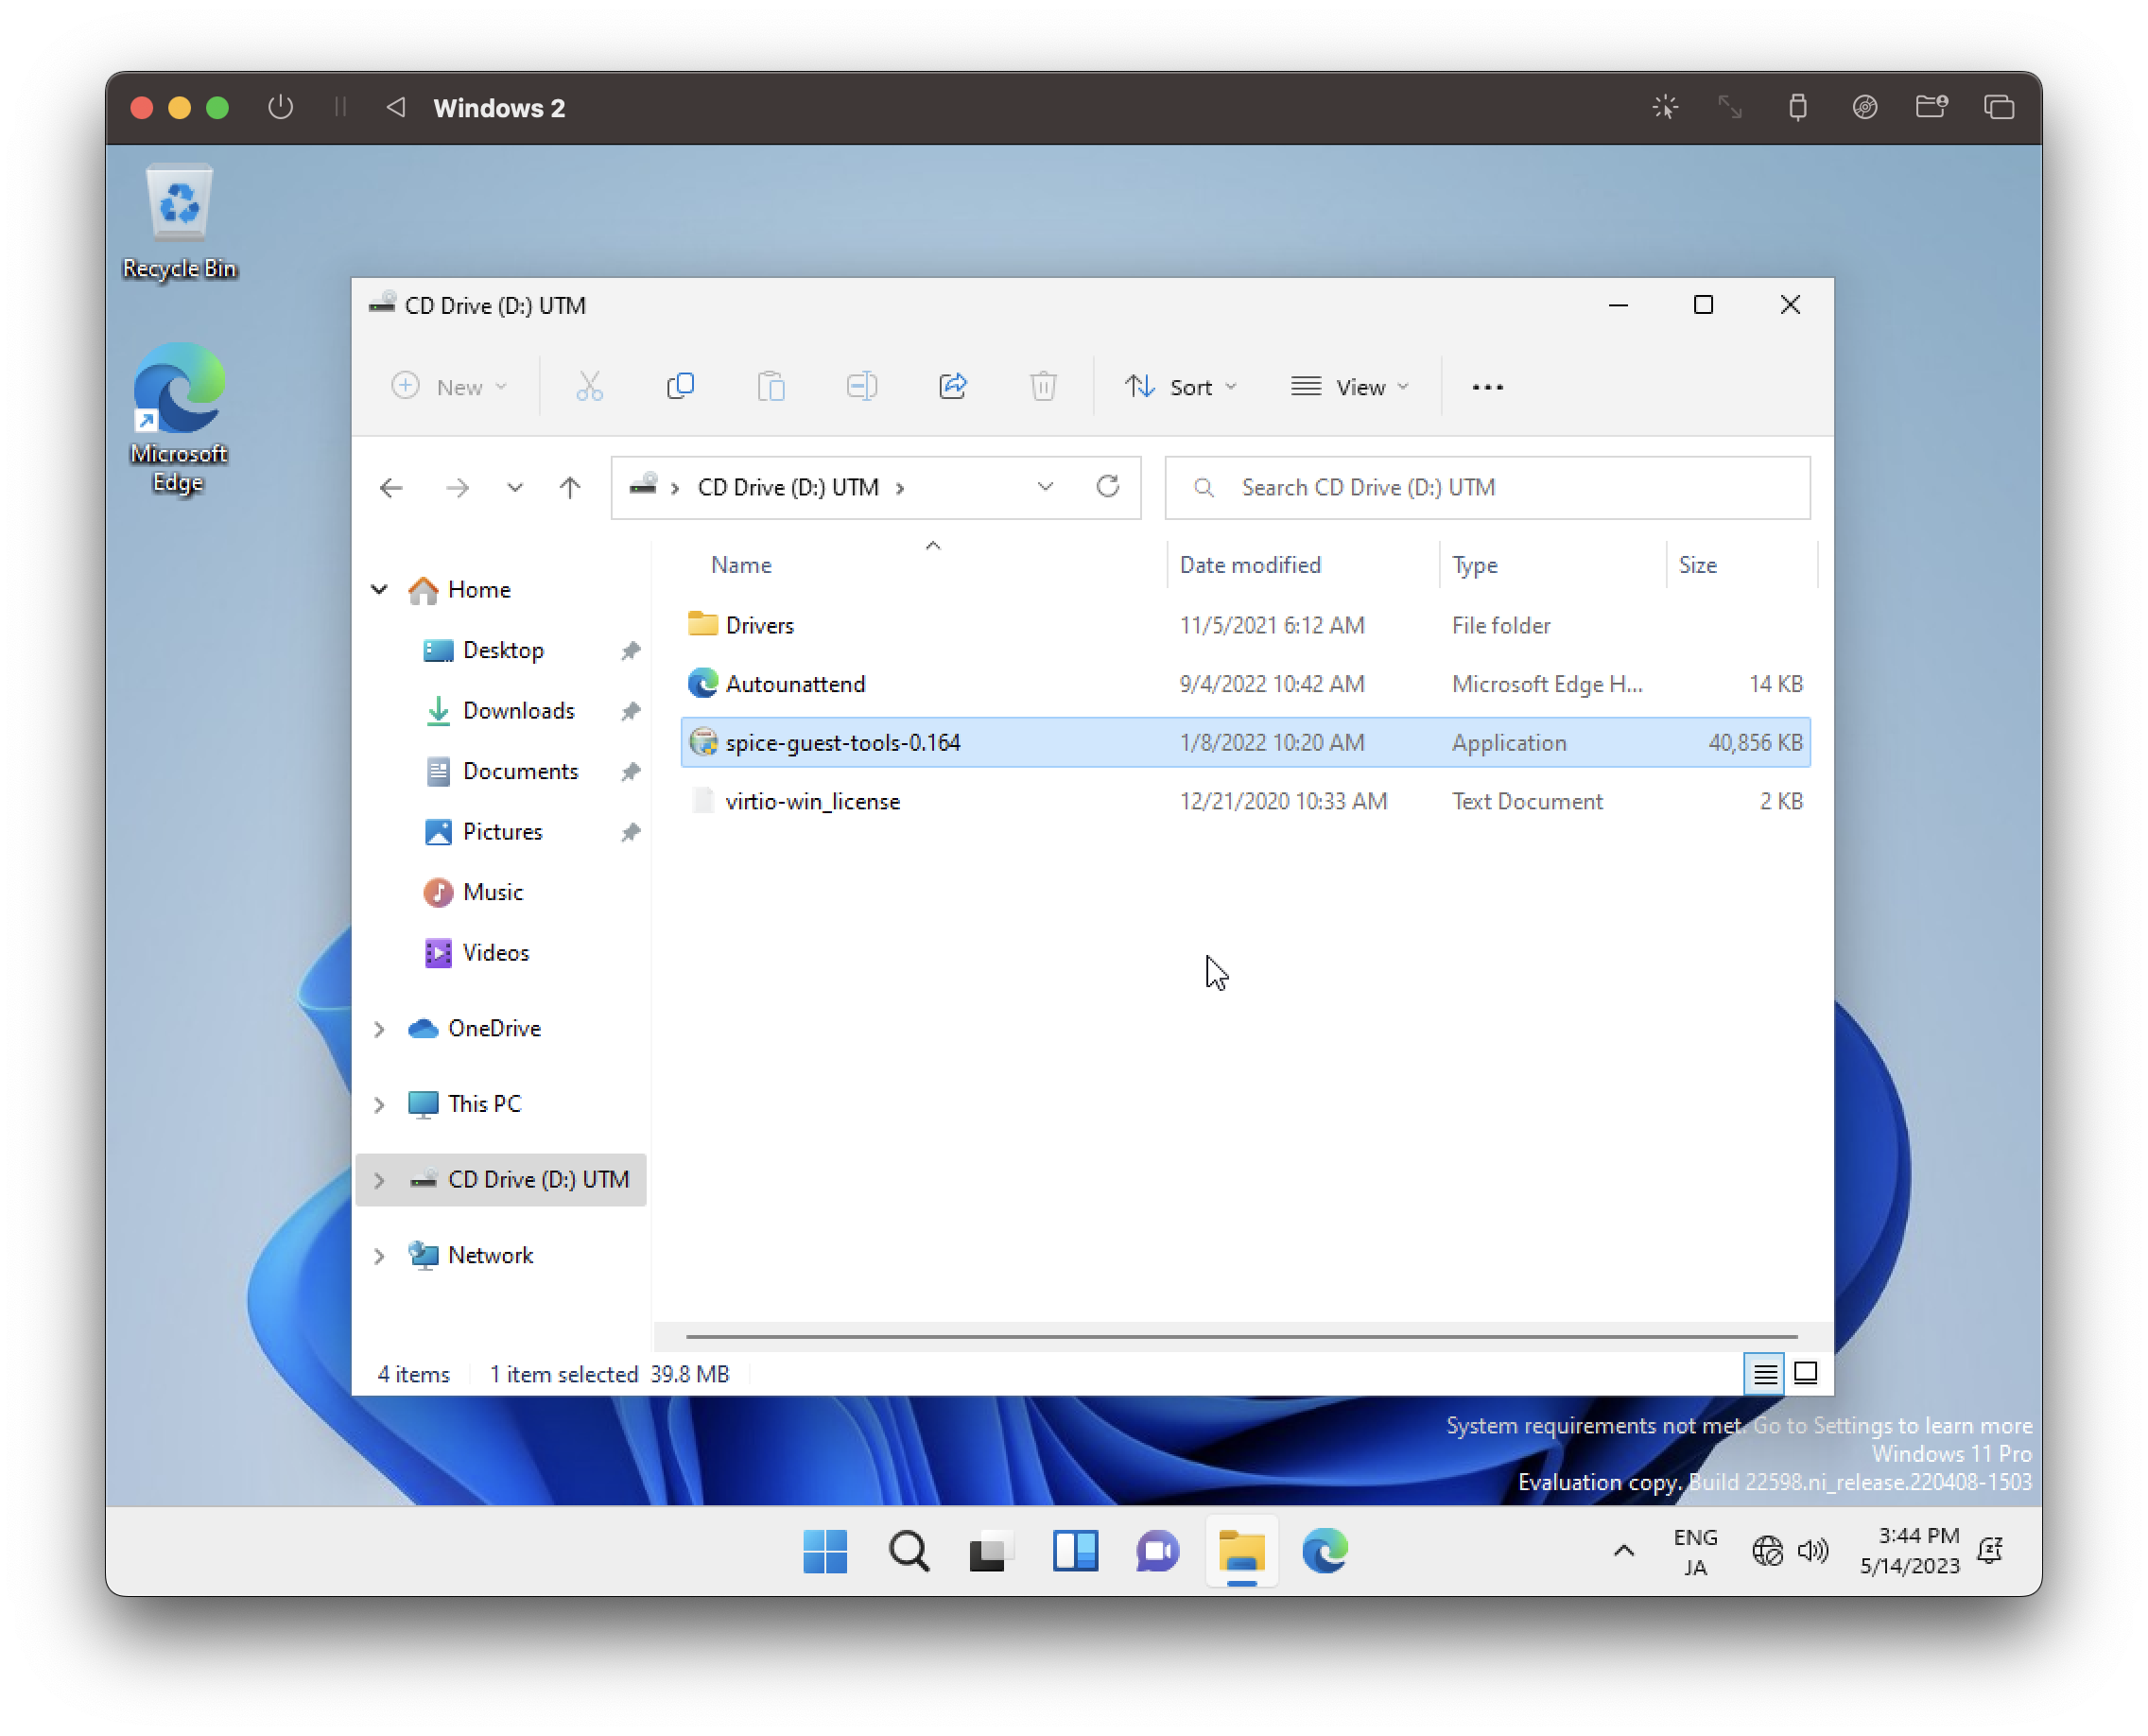 Windows 2
Recycle Bin
Microsoft
Edge
CD Drive (D:) UTM
New
Sort
View
CD Drive (D:) UTM
Search CD Drive (D:) UTM
Home
Desktop
Downloads
Documents
Pictures
Music
Videos
OneDrive
This PC
CD Drive (D:) UTM
Network
Name Date modified Type Size
Drivers 11/5/2021 6:12 AM File folder
Autounattend 9/4/2022 10:42 AM Microsoft Edge H... 14 KB
spice-guest-tools-0.164 1/8/2022 10:20 AM Application 40,856 KB
virtio-win_license 12/21/2020 10:33 AM Text Document 2 KB
4 items 1 item selected 39.8 MB
System requirements not met. Go to Settings to learn more
Windows 11 Pro
Evaluation copy. Build 22598.ni_release.220408-1503
ENG
JA
3:44 PM
5/14/2023